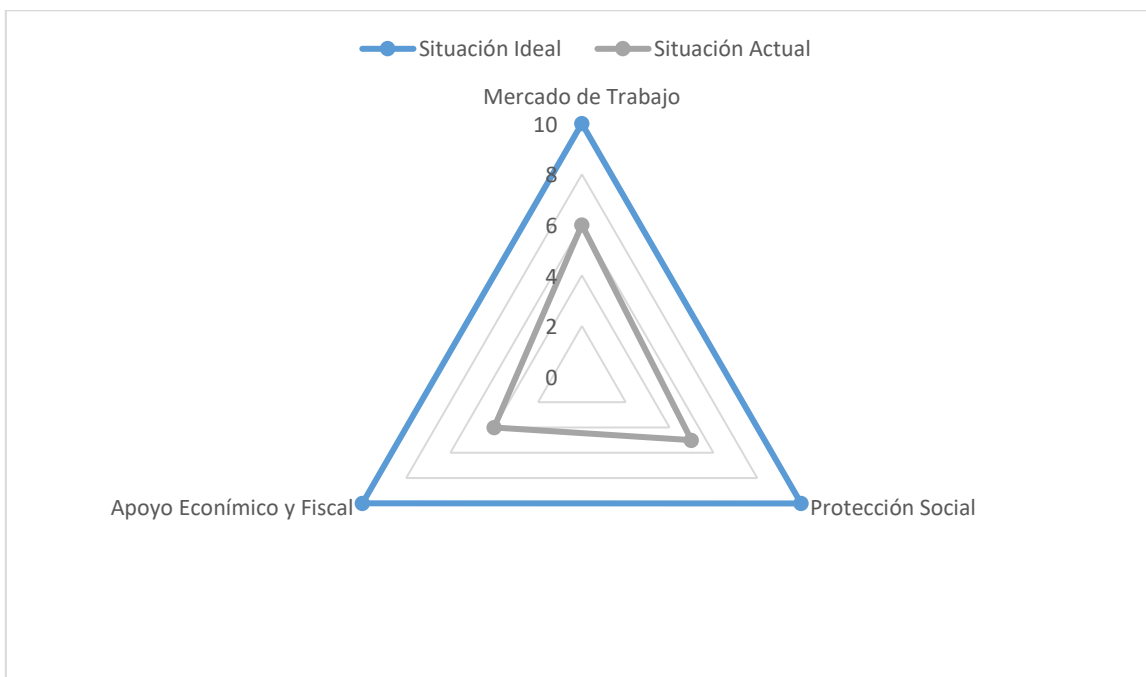 Situación Ideal
Situación Actual
Mercado de Trabajo
10
8
6
4
2
0
Apoyo Econímico y Fiscal
Protección Social